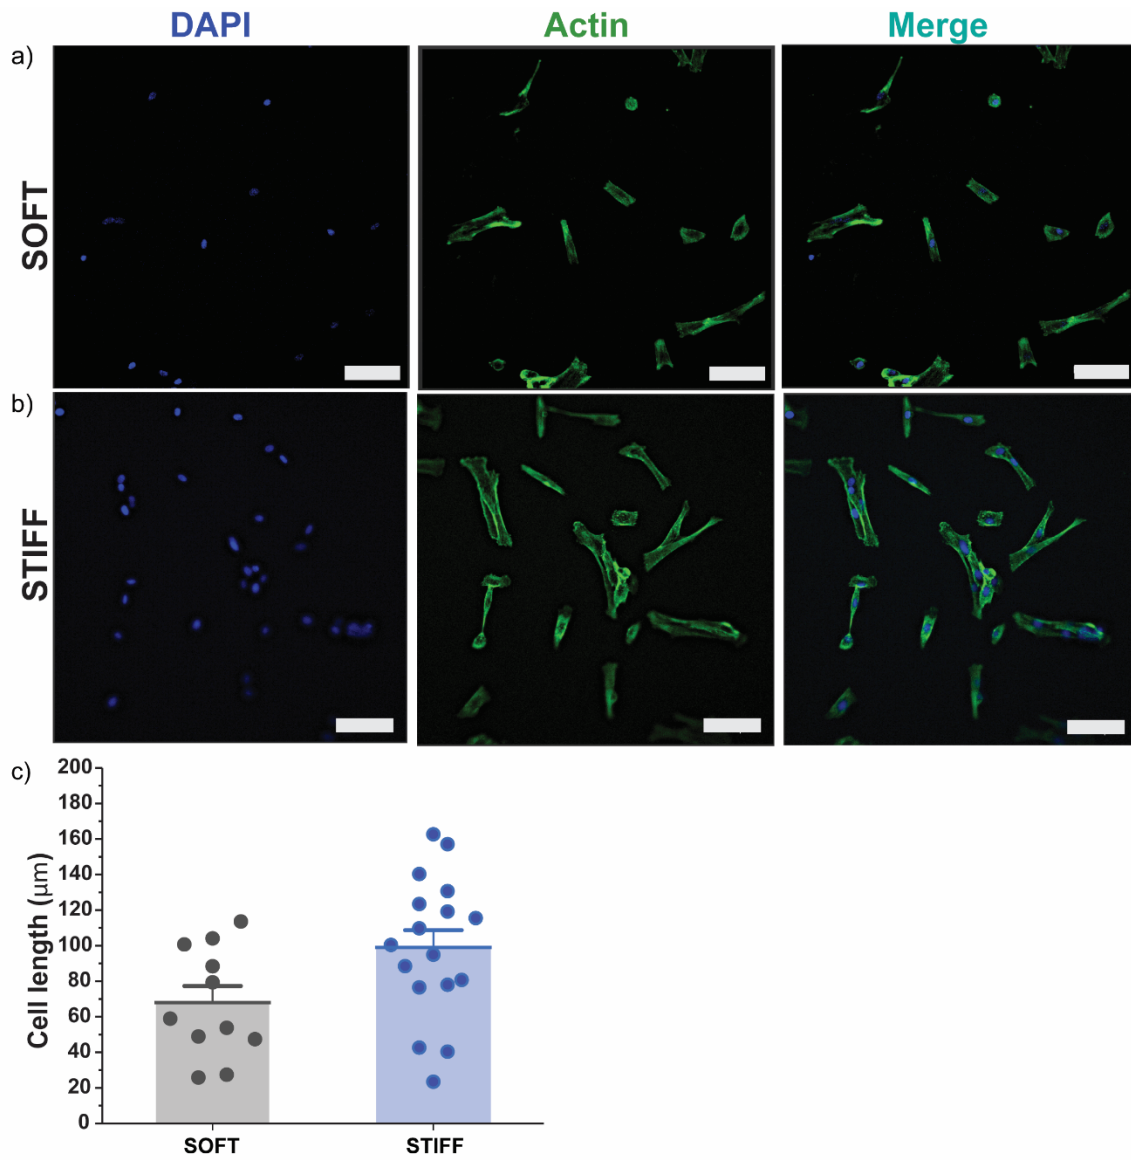 DAPI Actin Merge
a)
SOFT
b)
STIFF
c)
200
180
160
140
120
100
80
60
40
20
0
Cell length (µm)
SOFT STIFF